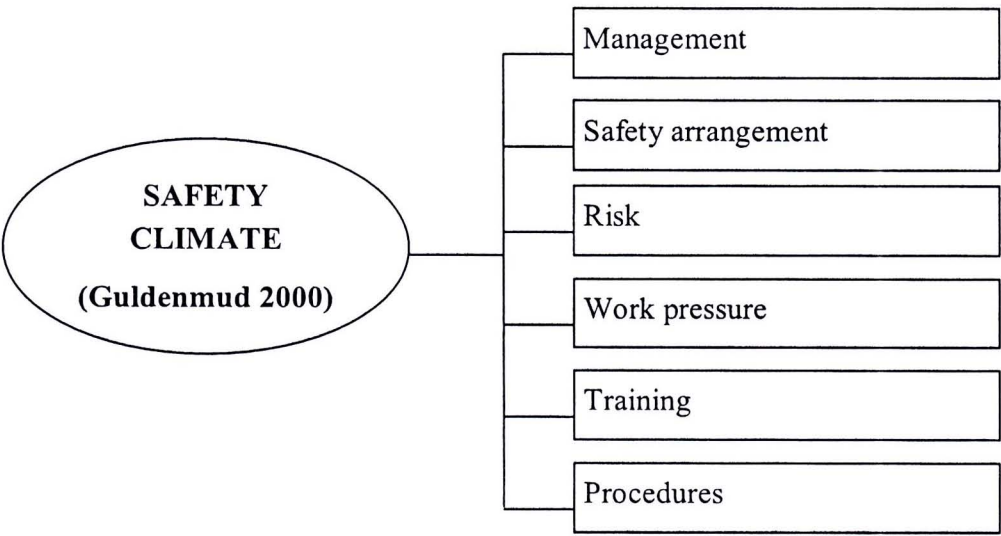 SAFETY
CLIMATE
(Guldenmud 2000)
Management
Safety arrangement
Risk
Work pressure
Training
Procedures